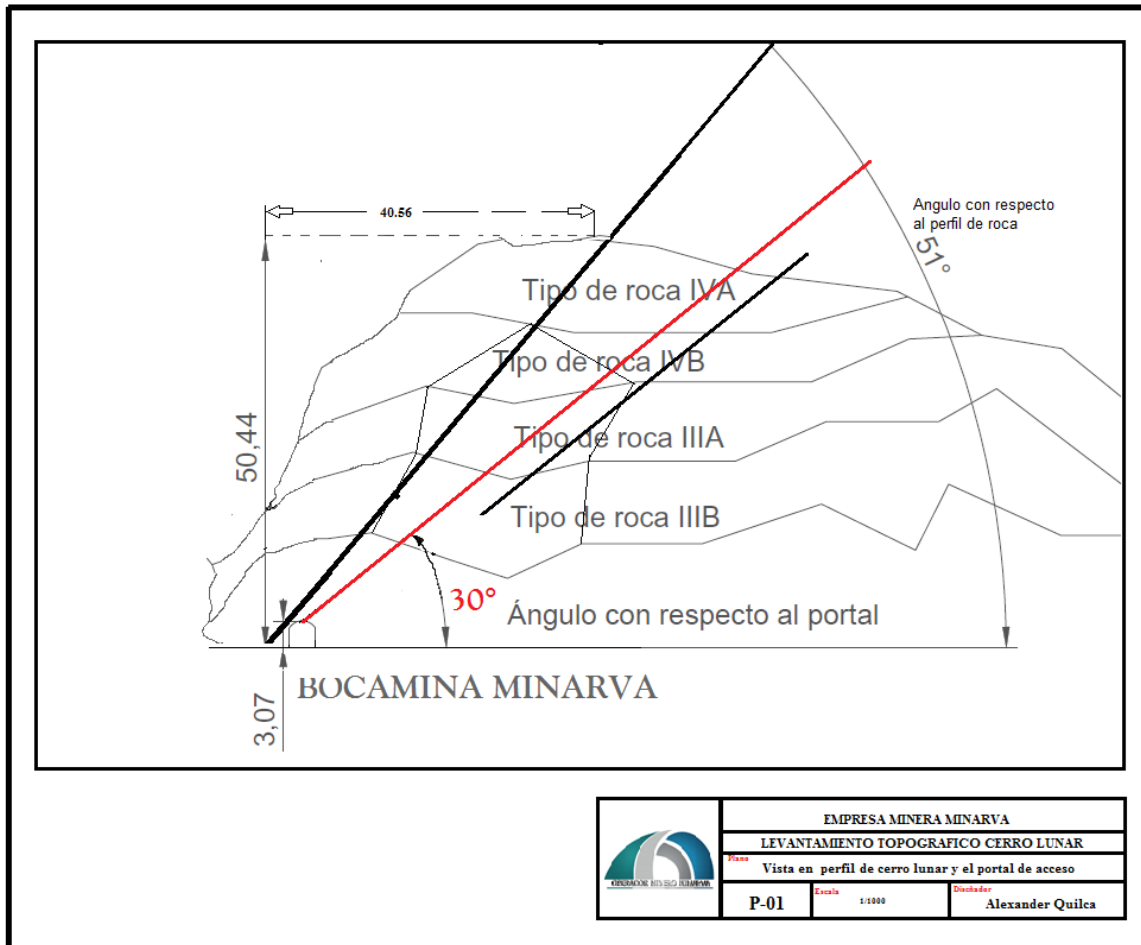 40.56
Angulo con respecto
al perfil de roca
51°
Tipo de roca IVA
Tipo de roca IVB
50,44
Tipo de roca IIIA
Tipo de roca IIIB
30°
Ángulo con respecto al portal
BOCAMINA MINARVA
3,07
EMPRESA MINERA MINARVA
LEVANTAMIENTO TOPOGRAFICO CERRO LUNAR
Plano
Vista en perfil de cerro lunar y el portal de acceso
P-01
Escala
1/1000
Diseñador
Alexander Quilca